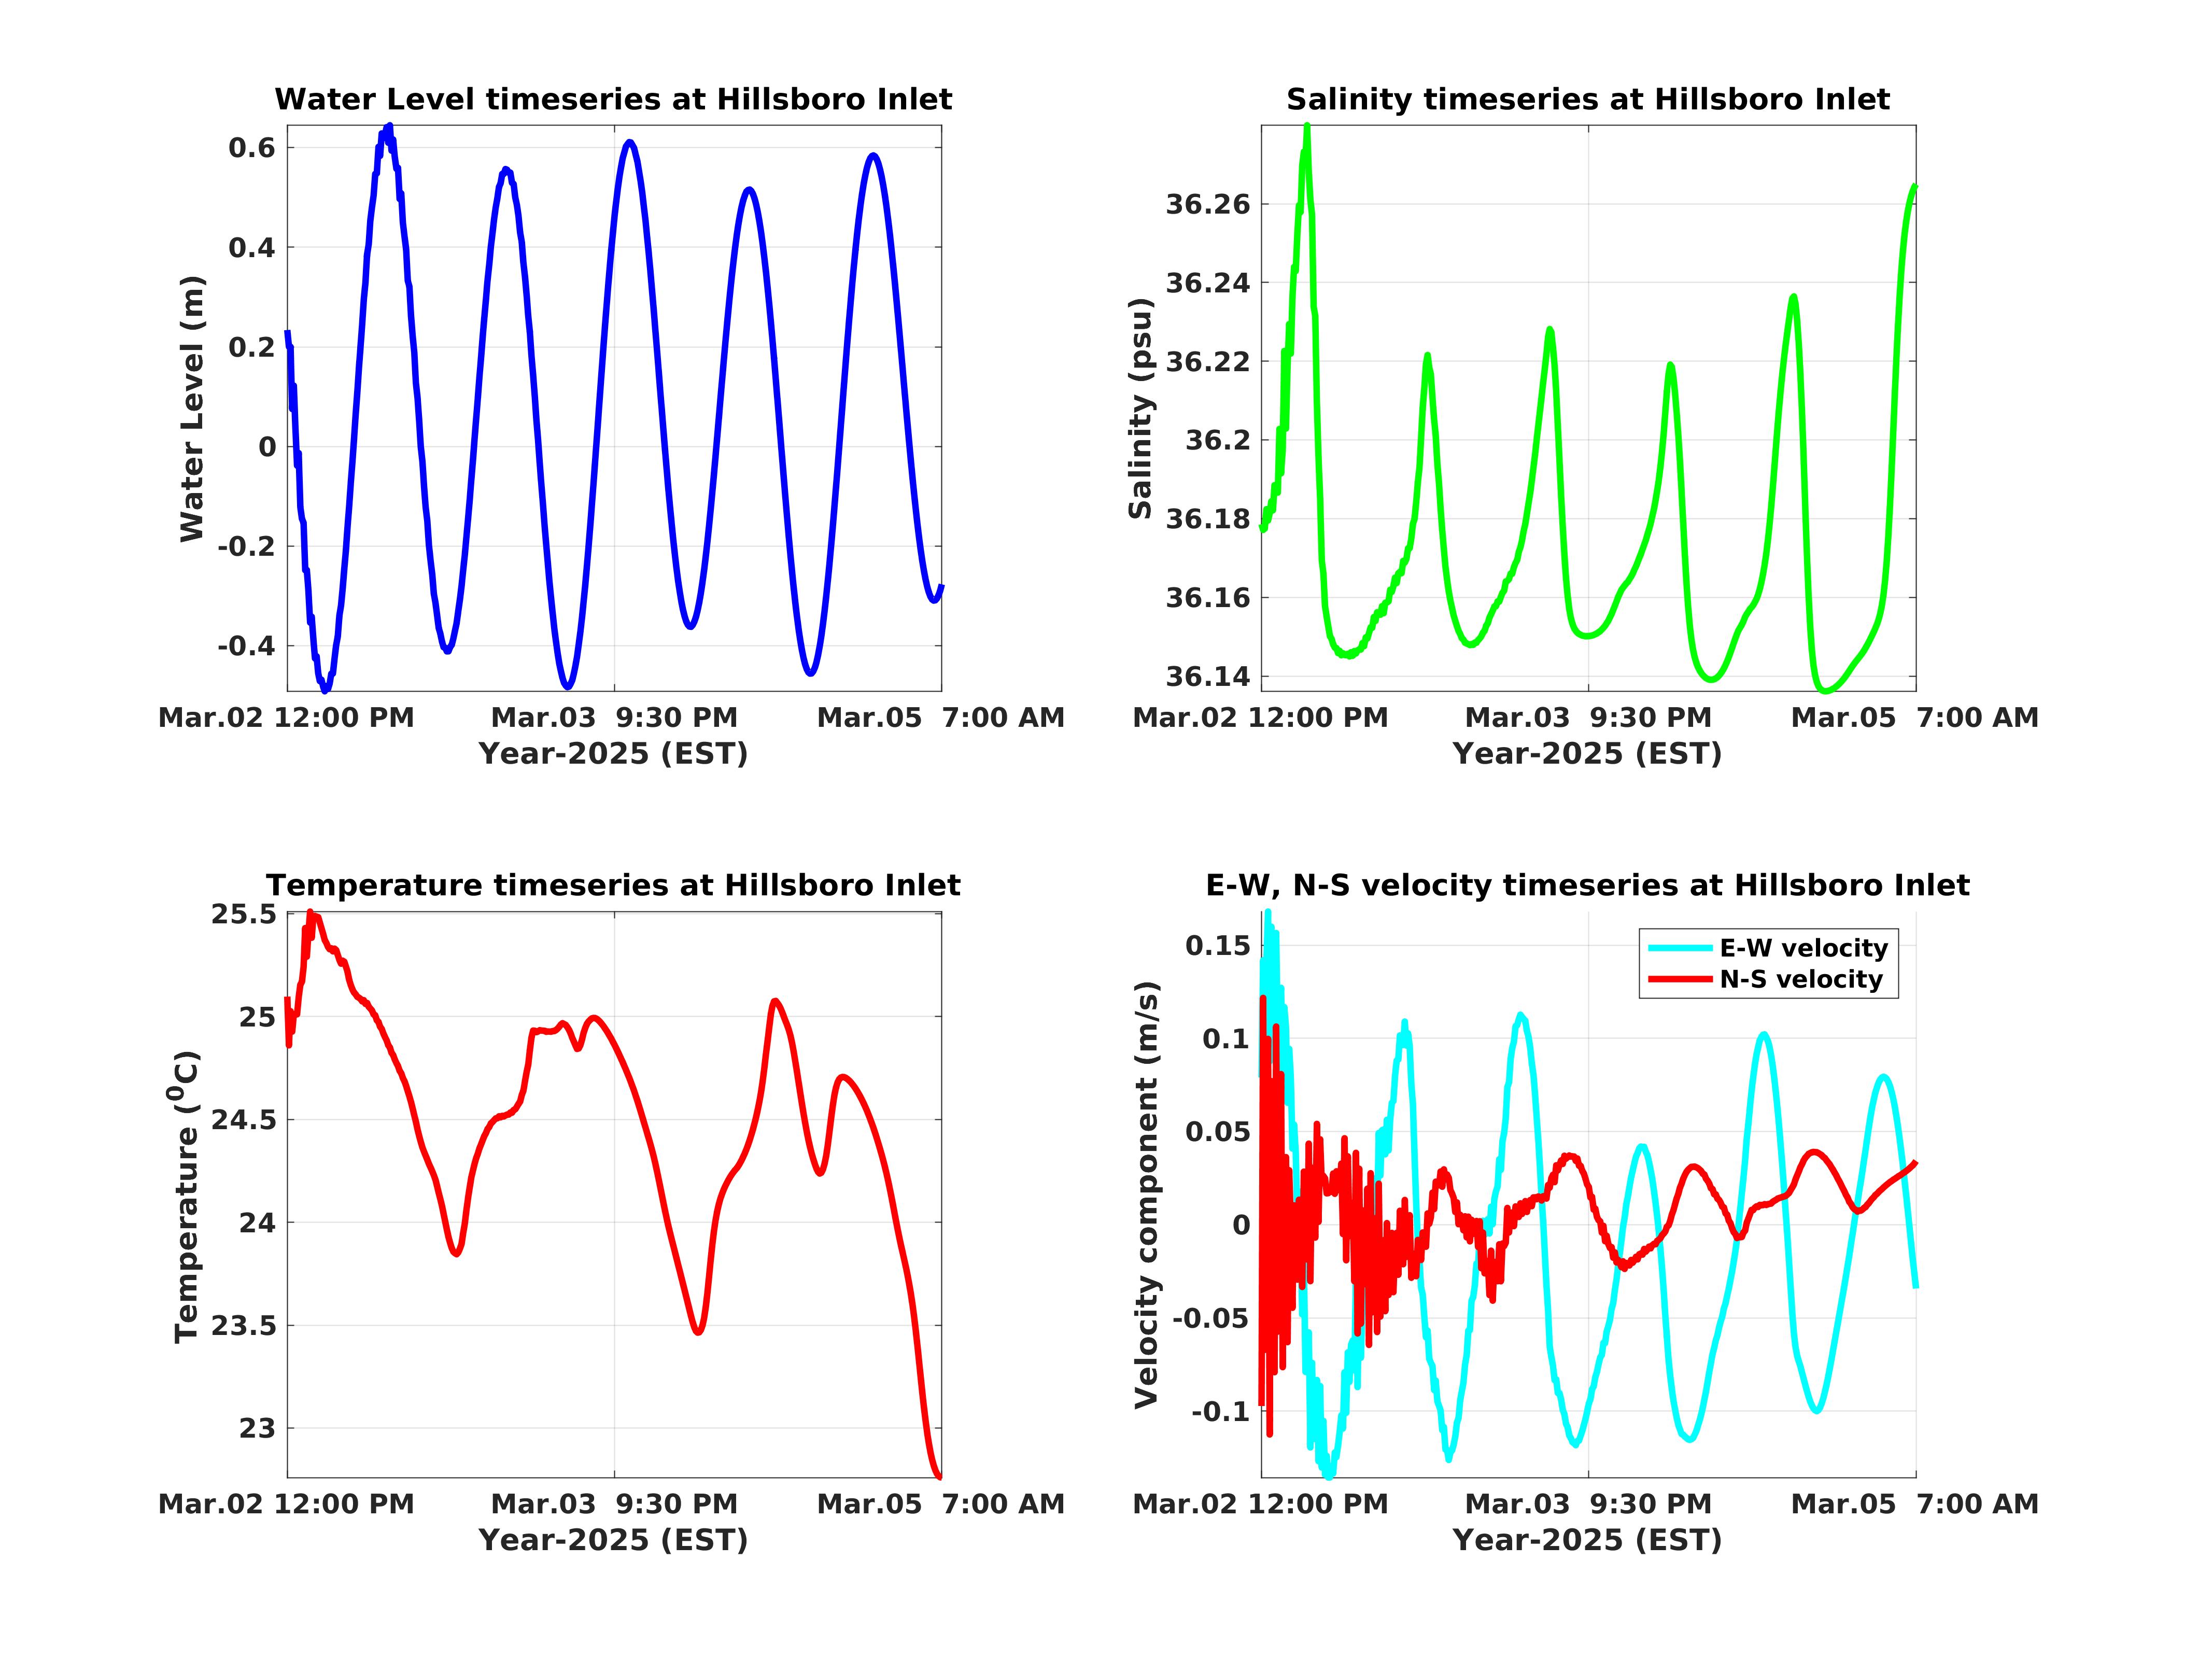 Water Level timeseries at Hillsboro Inlet
Water Level (m)
0.6
0.4
0.2
0
-0.2
-0.4
Mar.02 12:00 PM
Mar.03 9:30 PM
Mar.05 7:00 AM
Year-2025 (EST)
Salinity timeseries at Hillsboro Inlet
Salinity (psu)
36.26
36.24
36.22
36.2
36.18
36.16
36.14
Mar.02 12:00 PM
Mar.03 9:30 PM
Mar.05 7:00 AM
Year-2025 (EST)
Temperature timeseries at Hillsboro Inlet
Temperature (⁰C)
25.5
25
24.5
24
23.5
23
Mar.02 12:00 PM
Mar.03 9:30 PM
Mar.05 7:00 AM
Year-2025 (EST)
E-W, N-S velocity timeseries at Hillsboro Inlet
Velocity component (m/s)
0.15
0.1
0.05
0
-0.05
-0.1
E-W velocity
N-S velocity
Mar.02 12:00 PM
Mar.03 9:30 PM
Mar.05 7:00 AM
Year-2025 (EST)